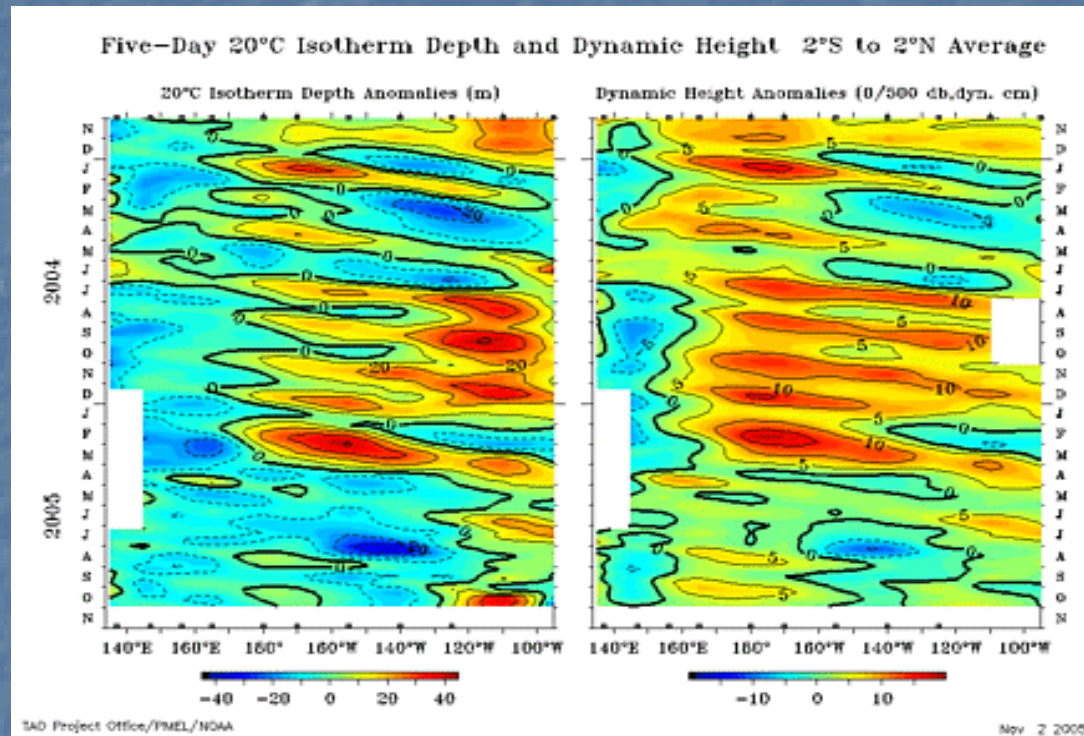 Five-Day 20°C Isotherm Depth and Dynamic Height 2°S to 2°N Average
20°C Isotherm Depth Anomalies (m)
Dynamic Height Anomalies (0/500 db,dyn. cm)
N D J F M A M J J A S O N D J F M A M J J A S O N
2004
2005
N D J F M A M J J A S O N D J F M A M J J A S O N
140°E 160°E 180° 160°W 140°W 120°W 100°W
140°E 160°E 180° 160°W 140°W 120°W 100°W
-40 -20 0 20 40
-10 0 10
TAO Project Office/PMEL/NOAA
Nov 2 2005